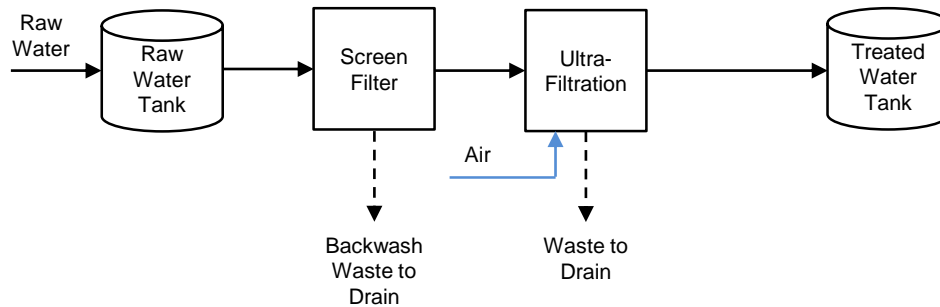 Raw
Water
Raw
Water
Tank
Screen
Filter
Ultra-
Filtration
Treated
Water
Tank
Air
Backwash
Waste to
Drain
Waste to
Drain